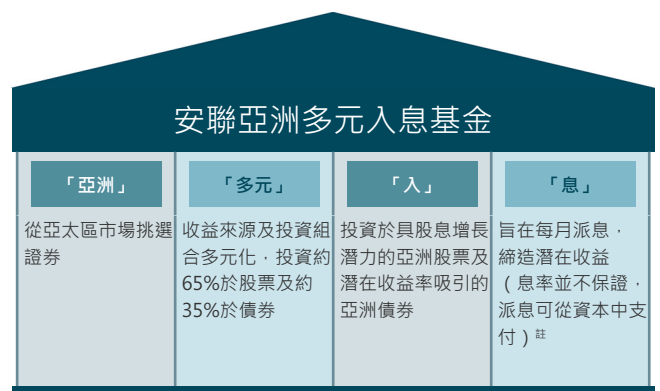 安聯亞洲多元入息基金
「亞洲」
從亞太區市場挑選
證券
「多元」
收益來源及投資組
合多元化，投資約
65%於股票及約
35%於債券
「入」
投資於具股息增長
潛力的亞洲股票及
潛在收益率吸引的
亞洲債券
「息」
旨在每月派息，
締造潛在收益
（息率並不保證，
派息可從資本中支
付）註